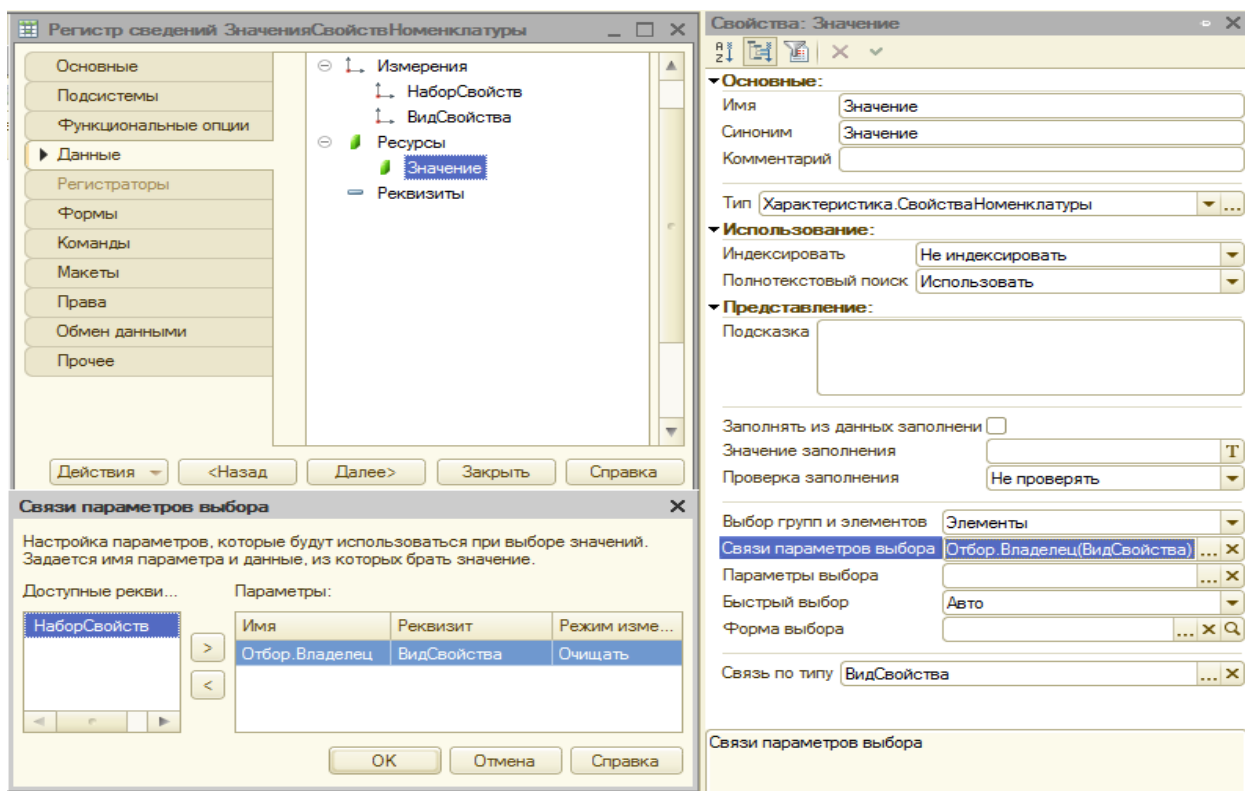 Регистр сведений ЗначенияСвойствНоменклатуры
Основные
Подсистемы
Функциональные опции
Данные
Регистраторы
Формы
Команды
Макеты
Права
Обмен данными
Прочее
Измерения
НаборСвойств
ВидСвойства
Ресурсы
Значение
Реквизиты
Действия
<Назад
Далее>
Закрыть
Справка
Связи параметров выбора
Настройка параметров, которые будут использоваться при выборе значений.
Задается имя параметра и данные, из которых брать значение.
Доступные рекви...
Параметры:
НаборСвойств
>
<
Имя Реквизит Режим изме...
Отбор.Владелец ВидСвойства Очищать
OK
Отмена
Справка
Свойства: Значение
Основные:
Имя Значение
Синоним Значение
Комментарий
Тип Характеристика.СвойстваНоменклатуры ...
Использование:
Индексировать Не индексировать
Полнотекстовый поиск Использовать
Представление:
Подсказка
Заполнять из данных заполнени
Значение заполнения T
Проверка заполнения Не проверять
Выбор групп и элементов Элементы
Связи параметров выбора Отбор.Владелец(ВидСвойства) ...
Параметры выбора ...
Быстрый выбор Авто
Форма выбора ...
Связь по типу ВидСвойства ...
Связи параметров выбора